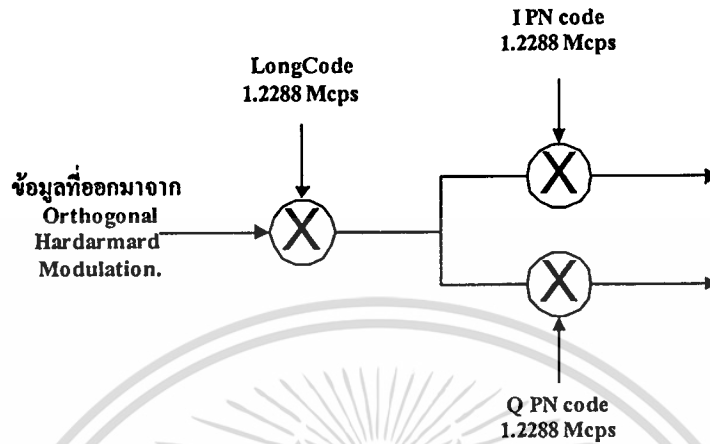 I PN code
1.2288 Mcps
LongCode
1.2288 Mcps
X
ข้อมูลที่ออกมาจาก
Orthogonal
Hardarmard
Modulation.
X
X
Q PN code
1.2288 Mcps